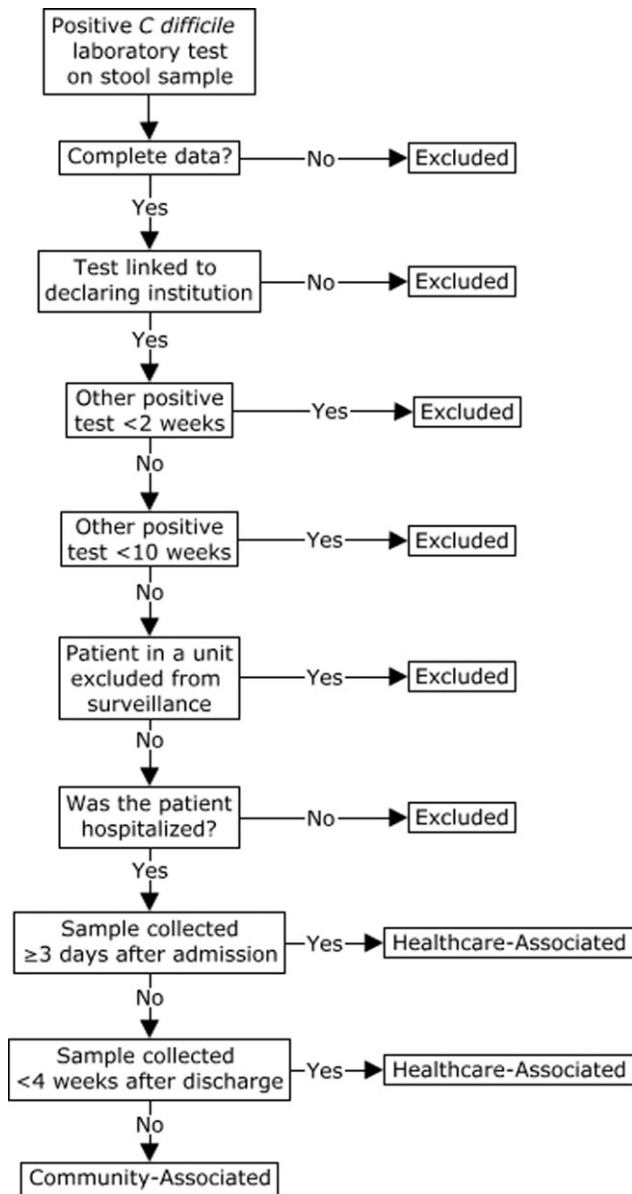 Positive C difficile
laboratory test
on stool sample
Complete data?
No
Excluded
Yes
Test linked to
declaring institution
No
Excluded
Yes
Other positive
test <2 weeks
Yes
Excluded
No
Other positive
test <10 weeks
Yes
Excluded
No
Patient in a unit
excluded from
surveillance
Yes
Excluded
No
Was the patient
hospitalized?
No
Excluded
Yes
Sample collected
≥3 days after admission
Yes
Healthcare-Associated
No
Sample collected
<4 weeks after discharge
Yes
Healthcare-Associated
No
Community-Associated